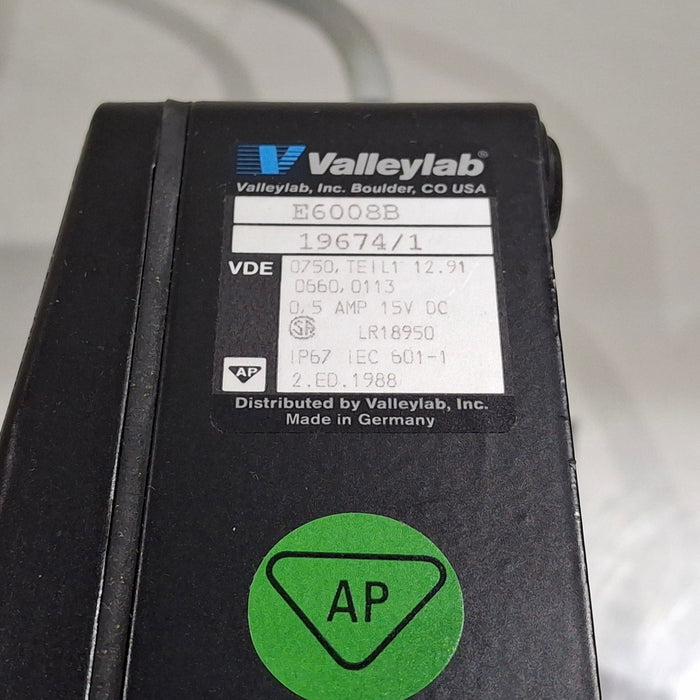 Valleylab®
Valleylab, Inc. Boulder, CO USA
E6008B
19674/1
VDE 0750, TEIL1 12.91
0660, 0113
0,5 AMP 15V DC
SA LR18950
IP67 IEC 601-1
AP 2.ED.1988
Distributed by Valleylab, Inc.
Made in Germany
AP